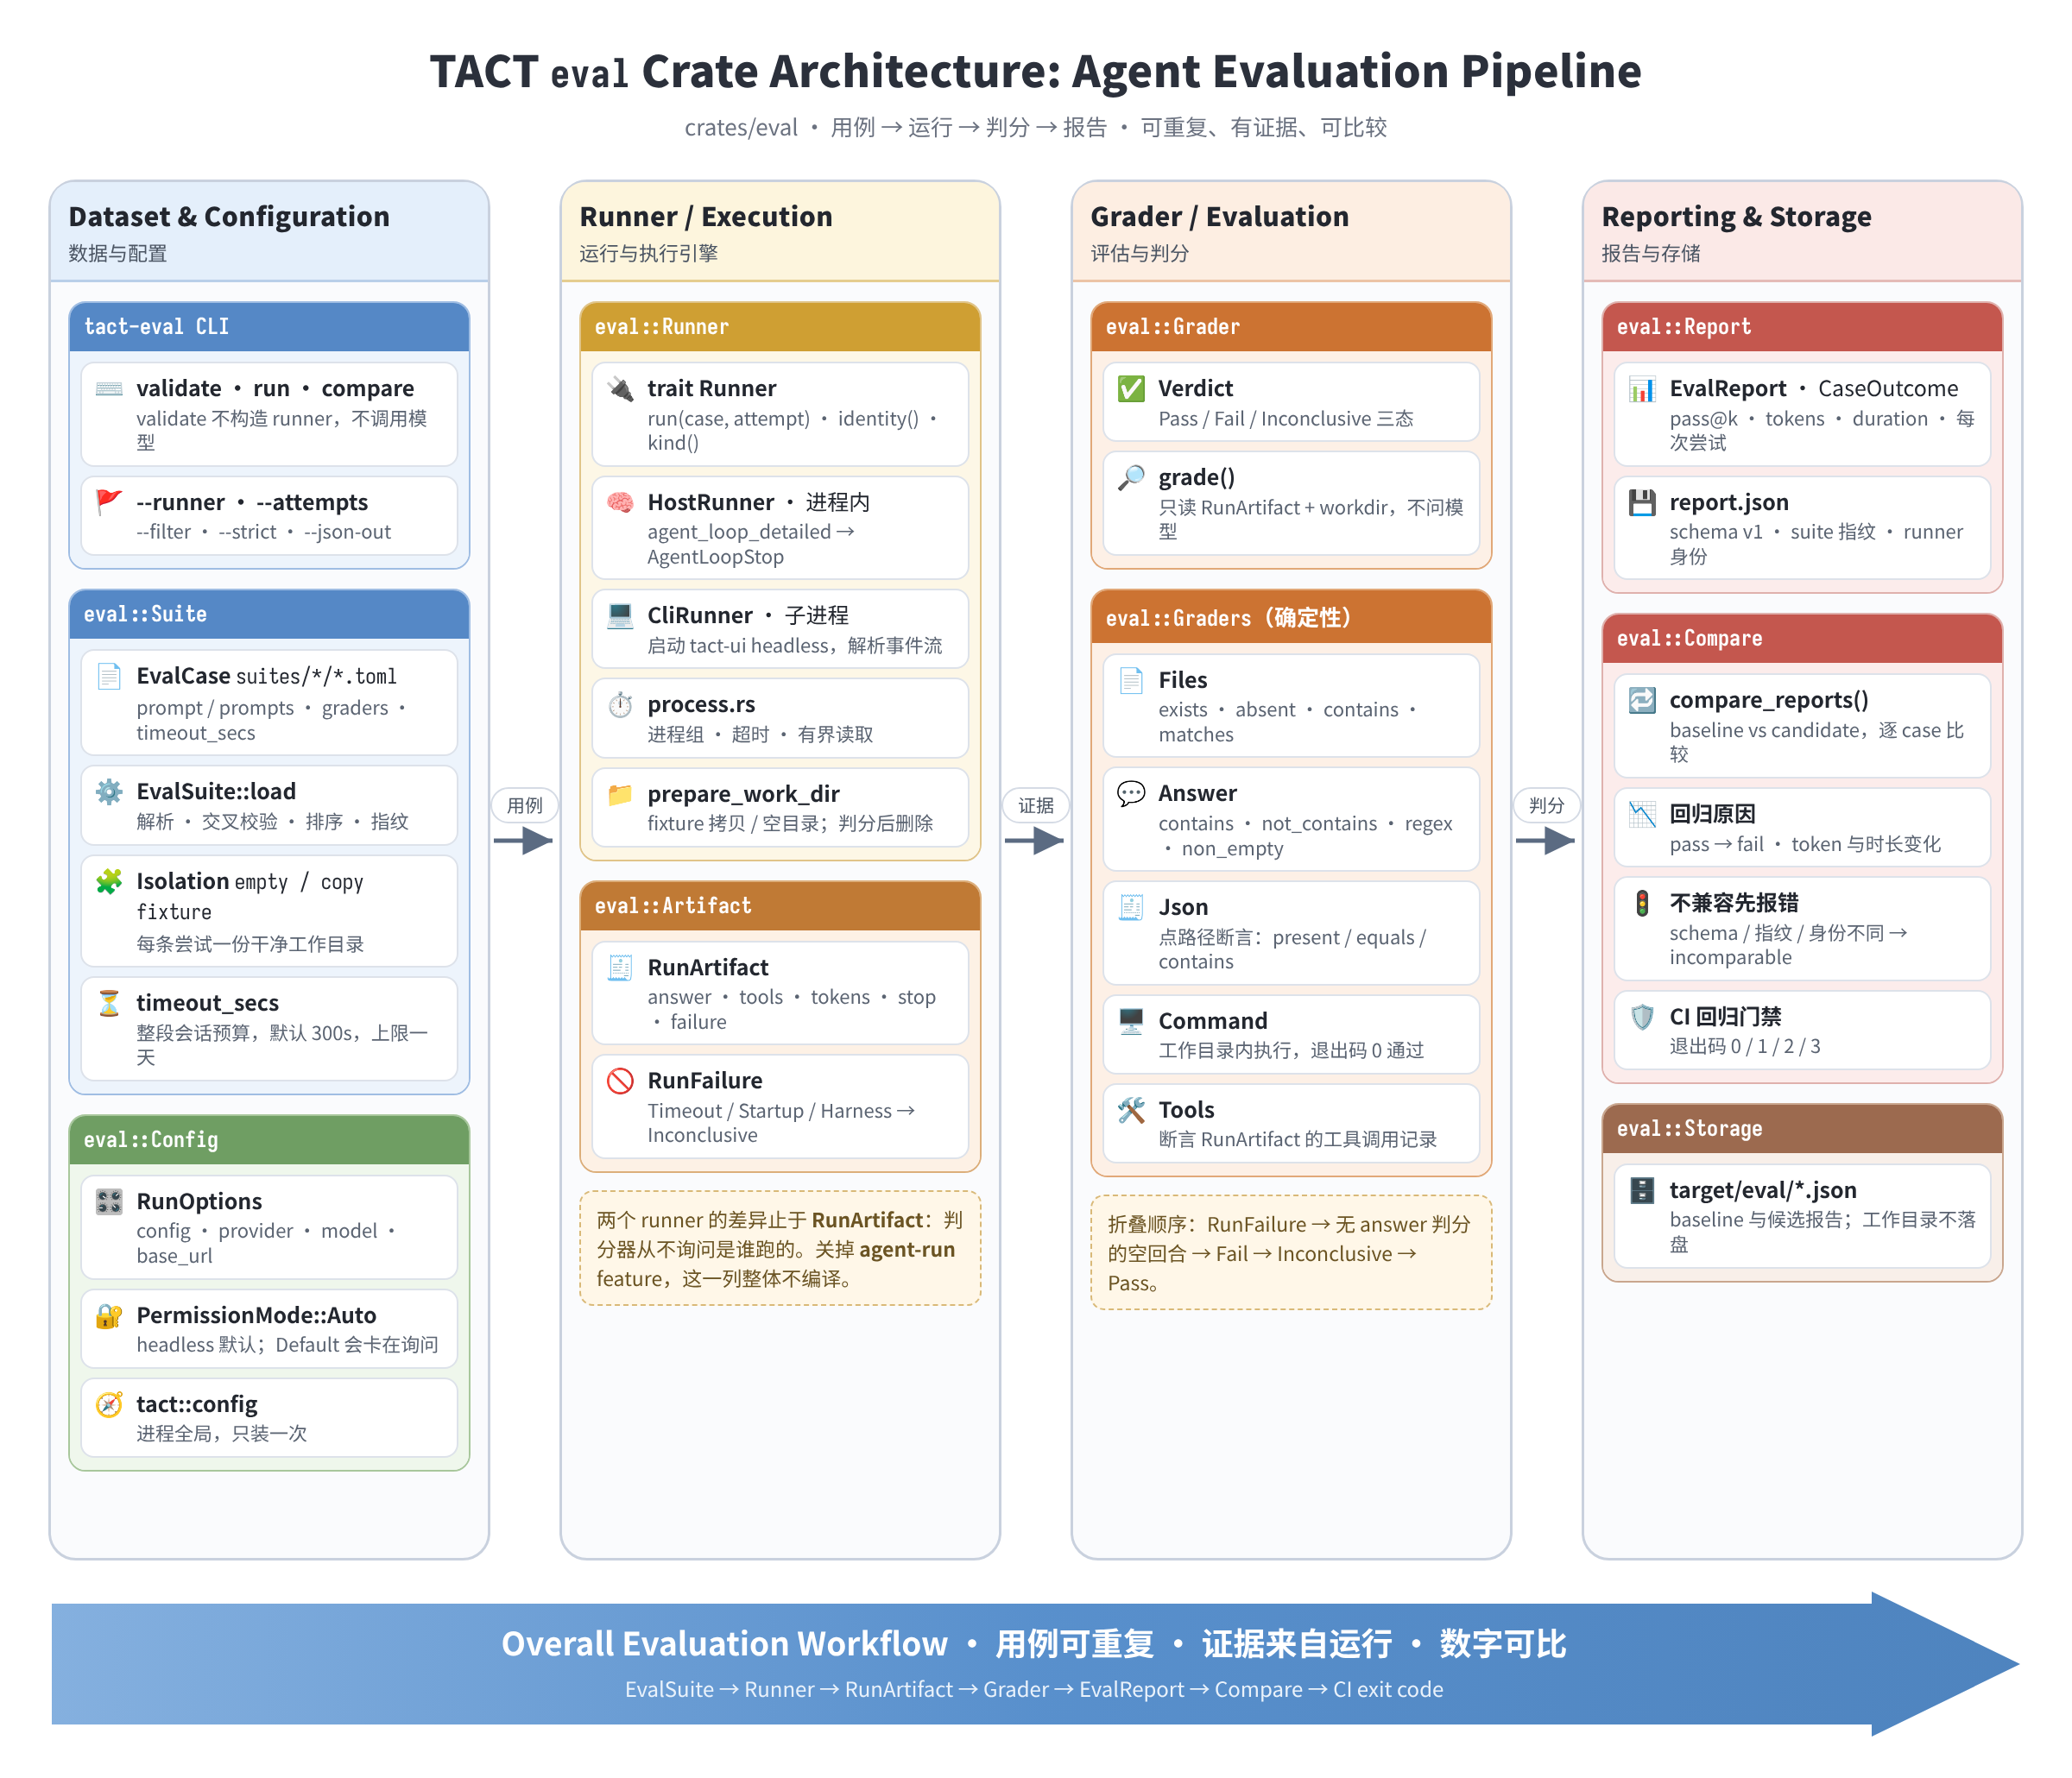 TACT eval Crate Architecture: Agent Evaluation Pipeline
crates/eval • 用例 → 运行 → 判分 → 报告 • 可重复、有证据、可比较
Dataset & Configuration
数据与配置
tact-eval CLI
validate • run • compare
validate 不构造 runner，不调用模
型
--runner • --attempts
--filter • --strict • --json-out
eval::Suite
EvalCase suites/*/*.toml
prompt / prompts • graders •
timeout_secs
EvalSuite::load
解析 • 交叉校验 • 排序 • 指纹
Isolation empty / copy
fixture
每条尝试一份干净工作目录
timeout_secs
整段会话预算，默认 300s，上限一
天
eval::Config
RunOptions
config • provider • model •
base_url
PermissionMode::Auto
headless 默认；Default 会卡在询问
tact::config
进程全局，只装一次
用例
Runner / Execution
运行与执行引擎
eval::Runner
trait Runner
run(case, attempt) • identity() •
kind()
HostRunner • 进程内
agent_loop_detailed →
AgentLoopStop
CliRunner • 子进程
启动 tact-ui headless，解析事件流
process.rs
进程组 • 超时 • 有界读取
prepare_work_dir
fixture 拷贝 / 空目录；判分后删除
eval::Artifact
RunArtifact
answer • tools • tokens • stop
• failure
RunFailure
Timeout / Startup / Harness →
Inconclusive
两个 runner 的差异止于 RunArtifact：判
分器从不询问是谁跑的。关掉 agent-run
feature，这一列整体不编译。
证据
Grader / Evaluation
评估与判分
eval::Grader
Verdict
Pass / Fail / Inconclusive 三态
grade()
只读 RunArtifact + workdir，不问模
型
eval::Graders（确定性）
Files
exists • absent • contains •
matches
Answer
contains • not_contains • regex
• non_empty
Json
点路径断言：present / equals /
contains
Command
工作目录内执行，退出码 0 通过
Tools
断言 RunArtifact 的工具调用记录
折叠顺序：RunFailure → 无 answer 判分
的空回合 → Fail → Inconclusive →
Pass。
判分
Reporting & Storage
报告与存储
eval::Report
EvalReport • CaseOutcome
pass@k • tokens • duration • 每
次尝试
report.json
schema v1 • suite 指纹 • runner
身份
eval::Compare
compare_reports()
baseline vs candidate，逐 case 比
较
回归原因
pass → fail • token 与时长变化
不兼容先报错
schema / 指纹 / 身份不同 →
incomparable
CI 回归门禁
退出码 0 / 1 / 2 / 3
eval::Storage
target/eval/*.json
baseline 与候选报告；工作目录不落
盘
Overall Evaluation Workflow • 用例可重复 • 证据来自运行 • 数字可比
EvalSuite → Runner → RunArtifact → Grader → EvalReport → Compare → CI exit code